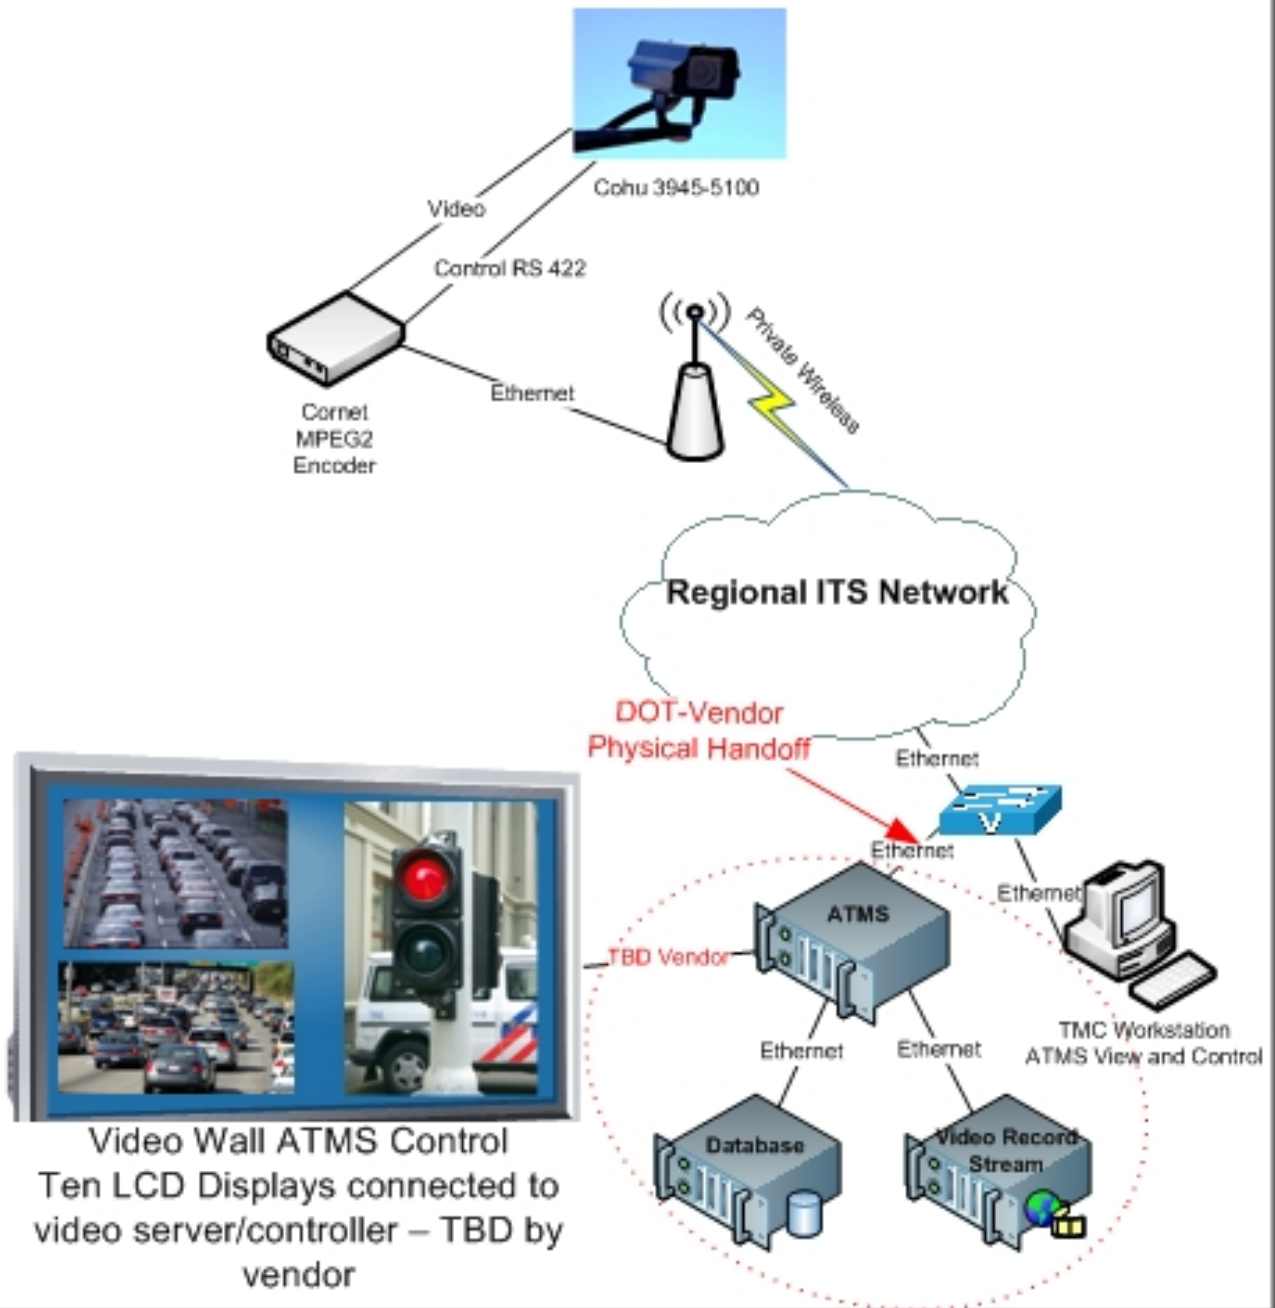 Cohu 3945-5100
Video
Control RS 422
Private Wireless
Ethernet
Cornet
MPEG2
Encoder
Regional ITS Network
DOT-Vendor
Physical Handoff
Ethernet
V
Ethernet
Ethernet
ATMS
TBD Vendor
TMC Workstation
ATMS View and Control
Ethernet
Ethernet
Database
Video Record
Stream
Video Wall ATMS Control
Ten LCD Displays connected to
video server/controller – TBD by
vendor